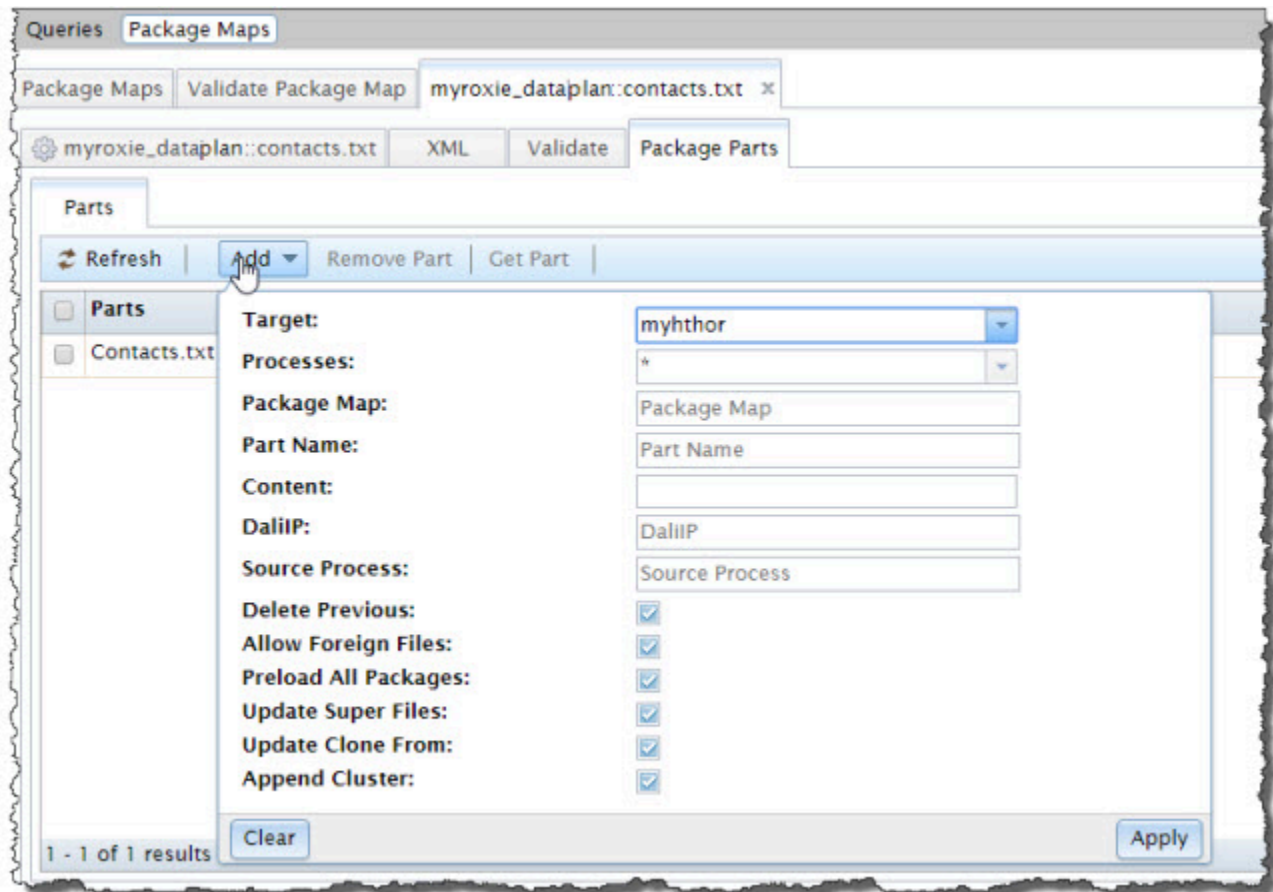 Queries Package Maps
Package Maps Validate Package Map myroxie_dataplan::contacts.txt x
myroxie_dataplan::contacts.txt XML Validate Package Parts
Parts
Refresh Add Remove Part Get Part
Parts
Contacts.txt
Target: myhthor
Processes: *
Package Map: Package Map
Part Name: Part Name
Content:
DaliIP: DaliIP
Source Process: Source Process
Delete Previous:
Allow Foreign Files:
Preload All Packages:
Update Super Files:
Update Clone From:
Append Cluster:
Clear Apply
1 - 1 of 1 results